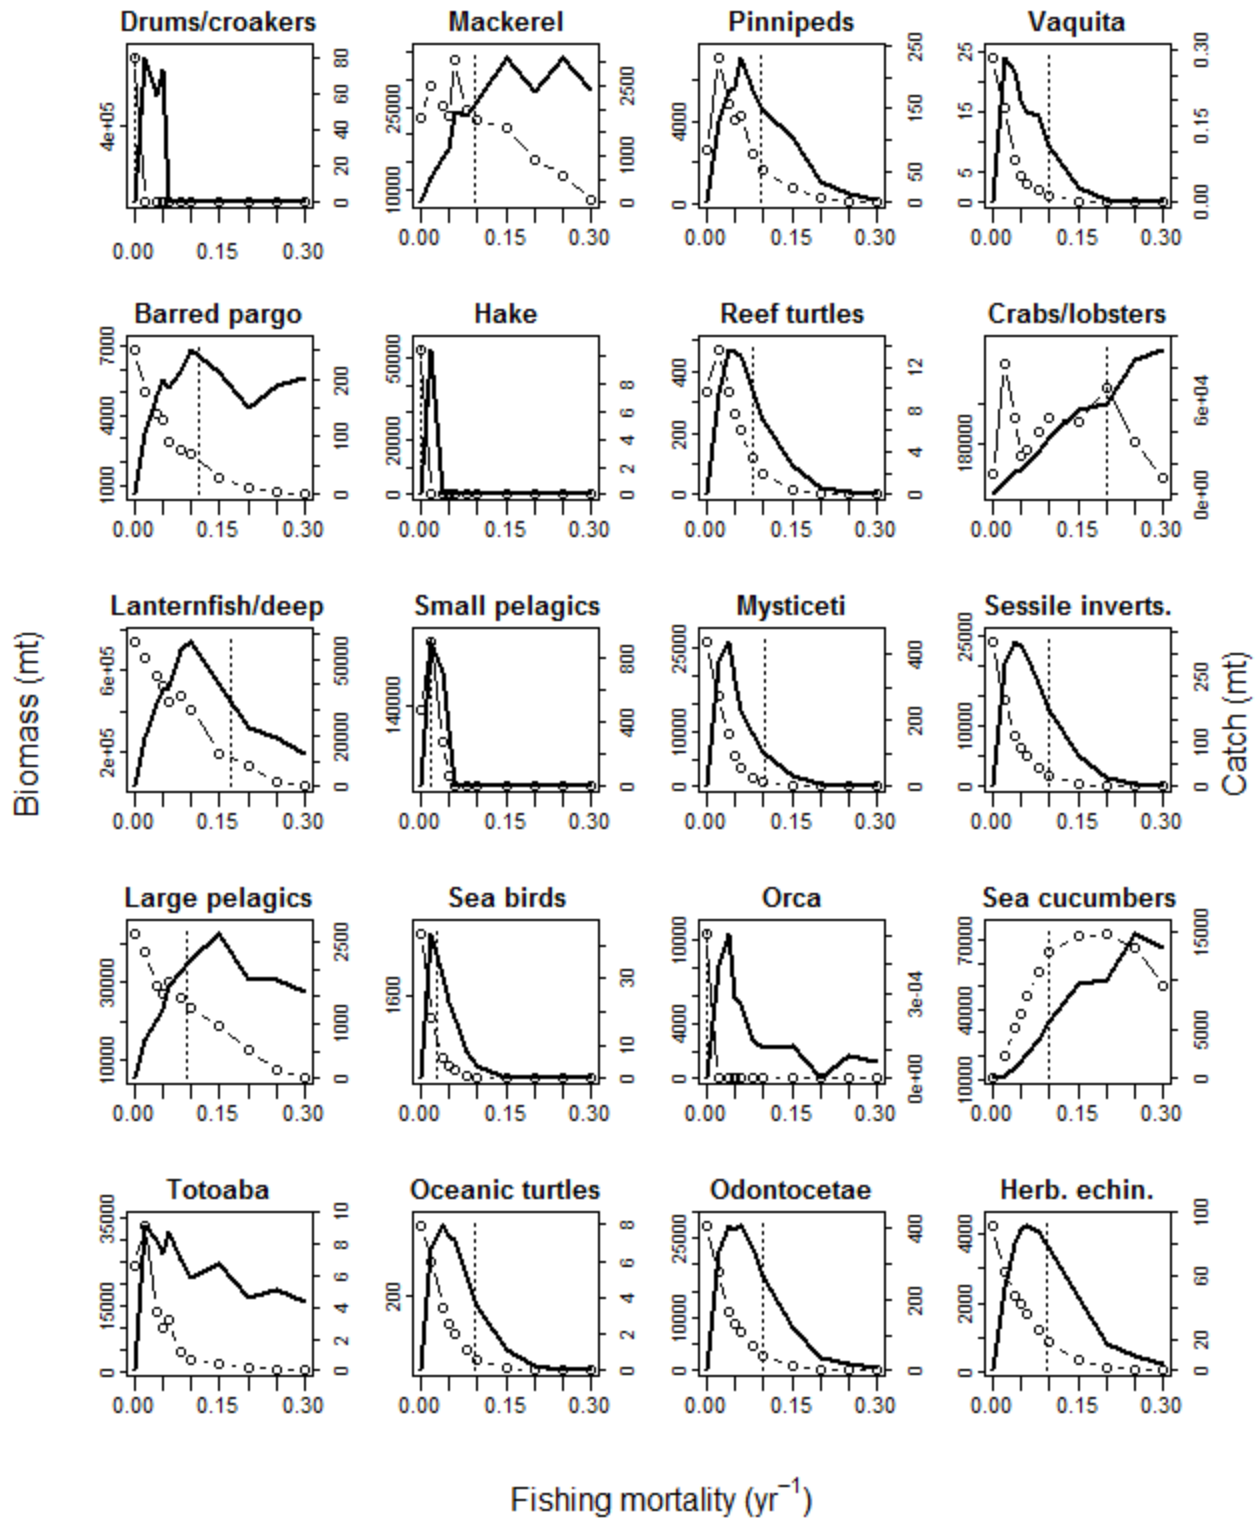 Drums/croakers Mackerel Pinnipeds Vaquita
4e+05 0 20 40 60 80 10000 25000 0 1000 2500 0 4000 0 50 150 250 0 5 15 25 0.00 0.15 0.30
0.00 0.15 0.30 0.00 0.15 0.30 0.00 0.15 0.30 0.00 0.15 0.30
Barred pargo Hake Reef turtles Crabs/lobsters
1000 4000 7000 0 100 200 0 20000 50000 0 2 4 6 8 0 200 400 0 4 8 12 180000 0e+00 6e+04
0.00 0.15 0.30 0.00 0.15 0.30 0.00 0.15 0.30 0.00 0.15 0.30
Lanternfish/deep Small pelagics Mysticeti Sessile inverts.
2e+05 6e+05 0 20000 50000 140000 0 400 800 0 10000 25000 0 200 400 0 10000 25000 0 100 250
0.00 0.15 0.30 0.00 0.15 0.30 0.00 0.15 0.30 0.00 0.15 0.30
Biomass (mt)
Catch (mt)
Large pelagics Sea birds Orca Sea cucumbers
10000 30000 0 1000 2500 1600 0 10 30 0 4000 10000 0e+00 3e-04 10000 40000 70000 0 5000 15000
0.00 0.15 0.30 0.00 0.15 0.30 0.00 0.15 0.30 0.00 0.15 0.30
Totoaba Oceanic turtles Odontocetae Herb. echin.
0 15000 35000 0 2 4 6 8 10 200 0 2 4 6 8 0 10000 25000 0 200 400 0 2000 4000 0 20 60 100
0.00 0.15 0.30 0.00 0.15 0.30 0.00 0.15 0.30 0.00 0.15 0.30
Fishing mortality (yr⁻¹)